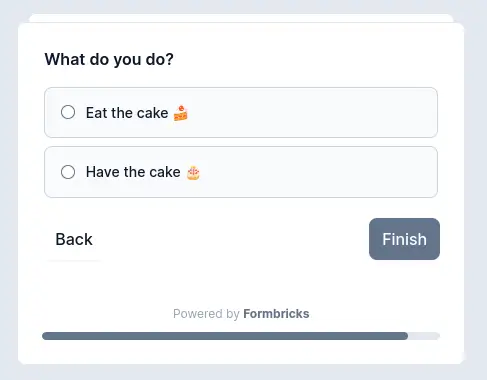 What do you do?
Eat the cake 🍰
Have the cake 🎂
Back
Finish
Powered by Formbricks